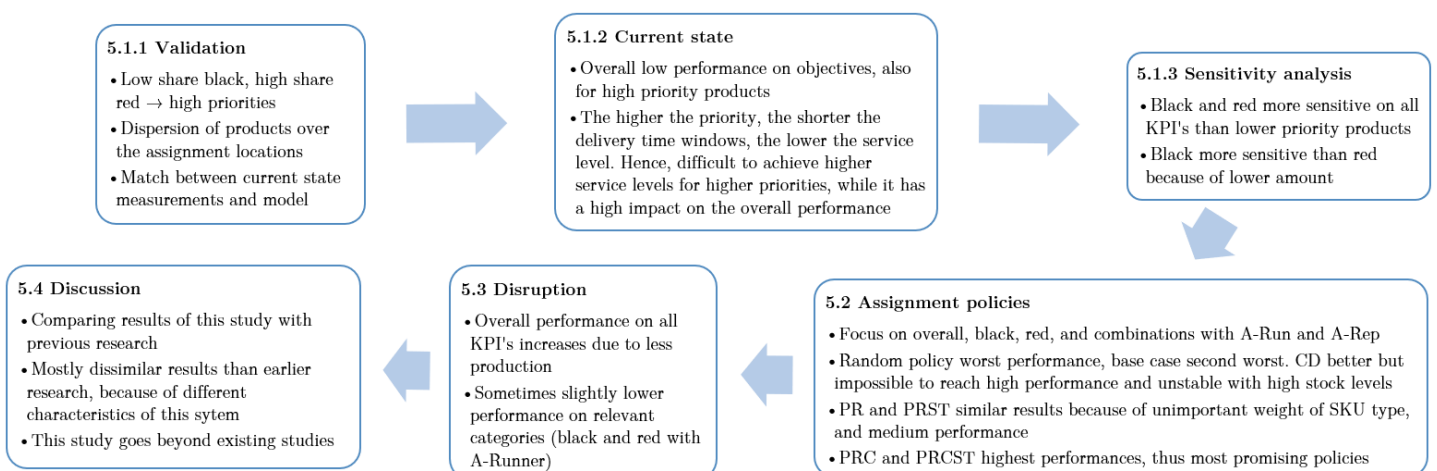 5.1.1 Validation
• Low share black, high share
red → high priorities
• Dispersion of products over
the assignment locations
• Match between current state
measurements and model
5.1.2 Current state
• Overall low performance on objectives, also
for high priority products
• The higher the priority, the shorter the
delivery time windows, the lower the service
level. Hence, difficult to achieve higher
service levels for higher priorities, while it has
a high impact on the overall performance
5.1.3 Sensitivity analysis
• Black and red more sensitive on all
KPI's than lower priority products
• Black more sensitive than red
because of lower amount
5.2 Assignment policies
• Focus on overall, black, red, and combinations with A-Run and A-Rep
• Random policy worst performance, base case second worst. CD better but
impossible to reach high performance and unstable with high stock levels
• PR and PRST similar results because of unimportant weight of SKU type,
and medium performance
• PRC and PRCST highest performances, thus most promising policies
5.3 Disruption
• Overall performance on all
KPI's increases due to less
production
• Sometimes slightly lower
performance on relevant
categories (black and red with
A-Runner)
5.4 Discussion
• Comparing results of this study with
previous research
• Mostly dissimilar results than earlier
research, because of different
characteristics of this sytem
• This study goes beyond existing studies